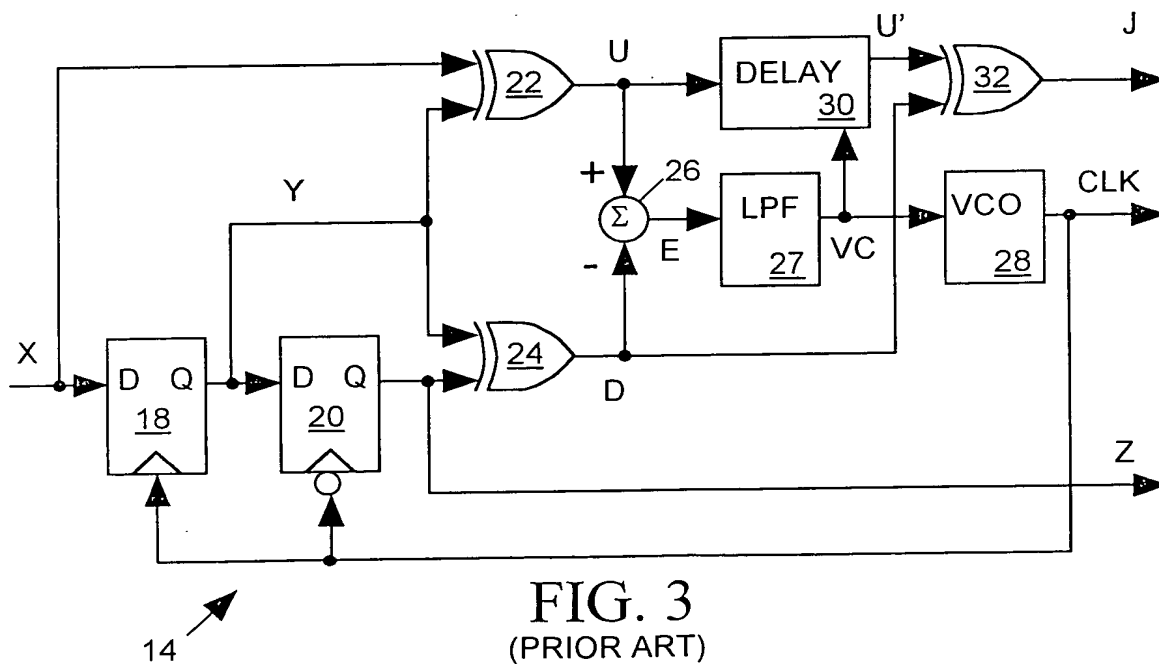 J
U'
U
22
DELAY
30
32
Y
+
26
Σ
E
-
LPF
27
VC
VCO
28
CLK
X
D Q
18
D Q
20
24
D
Z
14
FIG. 3
(PRIOR ART)